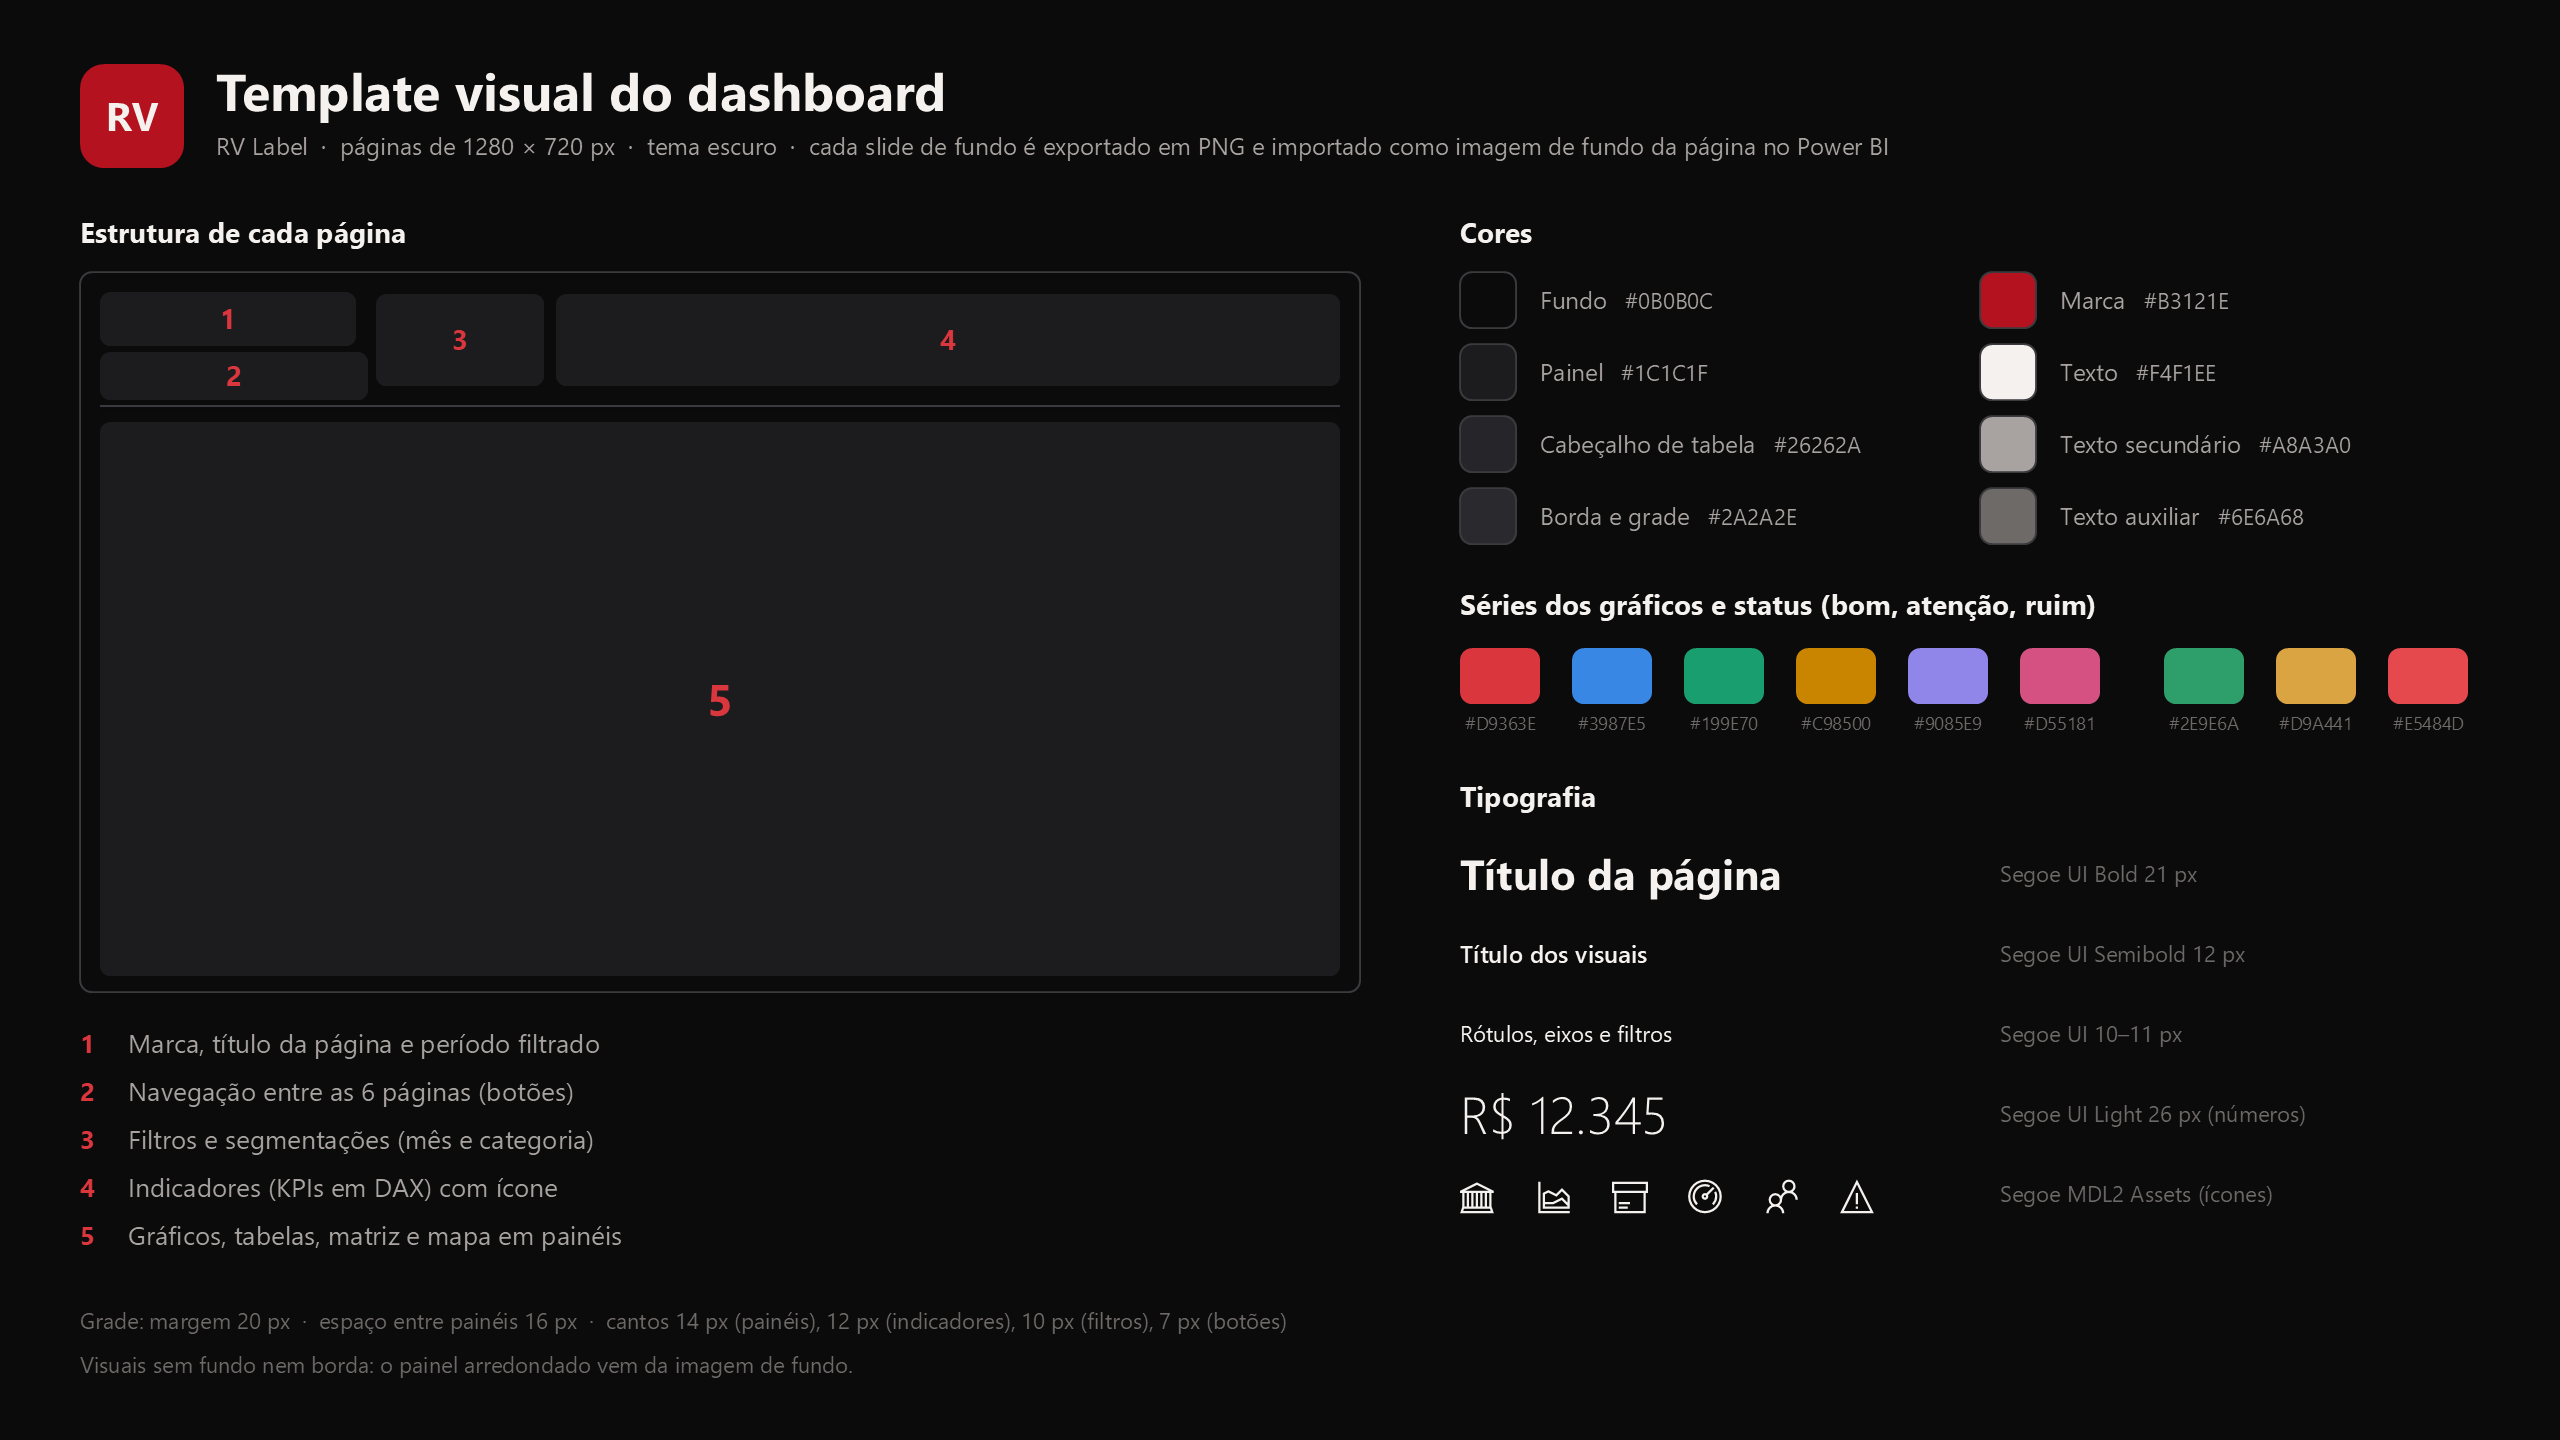 RV
Template visual do dashboard
RV Label · páginas de 1280 × 720 px · tema escuro · cada slide de fundo é exportado em PNG e importado como imagem de fundo da página no Power BI
Estrutura de cada página
1
2
3
4
5
1 Marca, título da página e período filtrado
2 Navegação entre as 6 páginas (botões)
3 Filtros e segmentações (mês e categoria)
4 Indicadores (KPIs em DAX) com ícone
5 Gráficos, tabelas, matriz e mapa em painéis
Grade: margem 20 px · espaço entre painéis 16 px · cantos 14 px (painéis), 12 px (indicadores), 10 px (filtros), 7 px (botões)
Visuais sem fundo nem borda: o painel arredondado vem da imagem de fundo.
Cores
Fundo #0B0B0C
Marca #B3121E
Painel #1C1C1F
Texto #F4F1EE
Cabeçalho de tabela #26262A
Texto secundário #A8A3A0
Borda e grade #2A2A2E
Texto auxiliar #6E6A68
Séries dos gráficos e status (bom, atenção, ruim)
#D9363E #3987E5 #199E70 #C98500 #9085E9 #D55181 #2E9E6A #D9A441 #E5484D
Tipografia
Título da página Segoe UI Bold 21 px
Título dos visuais Segoe UI Semibold 12 px
Rótulos, eixos e filtros Segoe UI 10–11 px
R$ 12.345 Segoe UI Light 26 px (números)
Segoe MDL2 Assets (ícones)